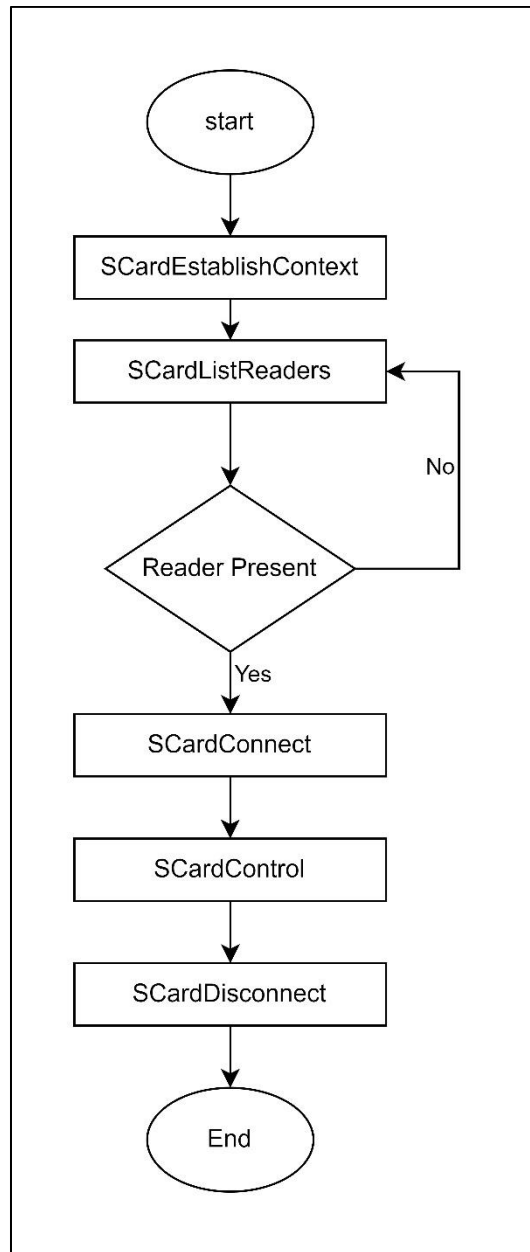 start
SCardEstablishContext
SCardListReaders
No
Reader Present
Yes
SCardConnect
SCardControl
SCardDisconnect
End